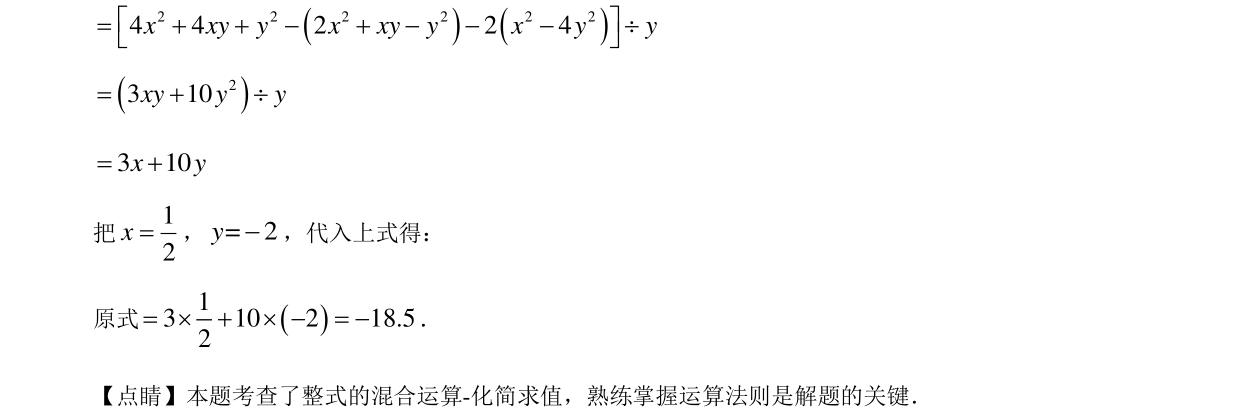 =[4x²+4xy+y²-(2x²+xy-y²)-2(x²-4y²)]÷y
=(3xy+10y²)÷y
=3x+10y
把 x=1/2，y=-2，代入上式得：
原式=3×1/2+10×(-2)=-18.5．
【点睛】本题考查了整式的混合运算-化简求值，熟练掌握运算法则是解题的关键．